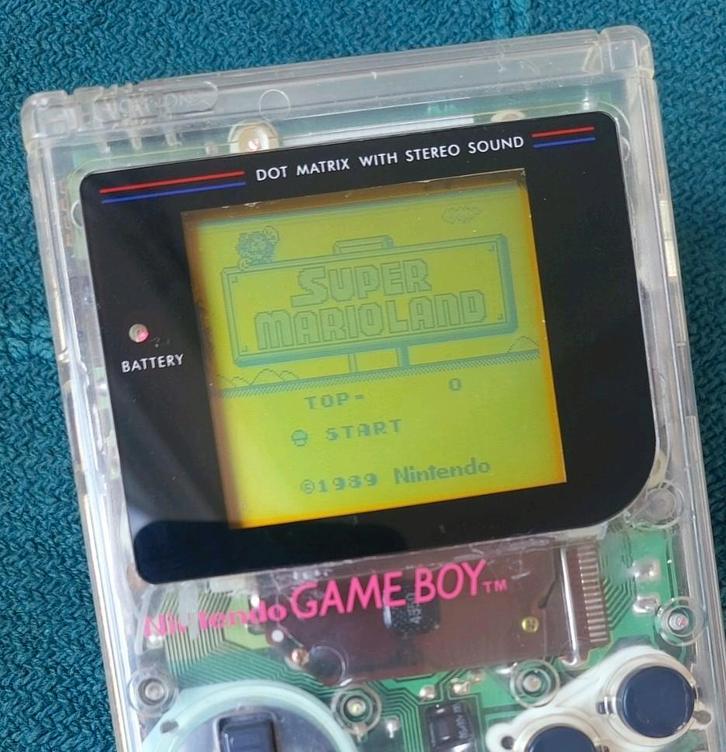 DOT MATRIX WITH STEREO SOUND
SUPER
MARIOLAND
BATTERY
TOP- 0
START
©1989 Nintendo
Nintendo GAME BOY™